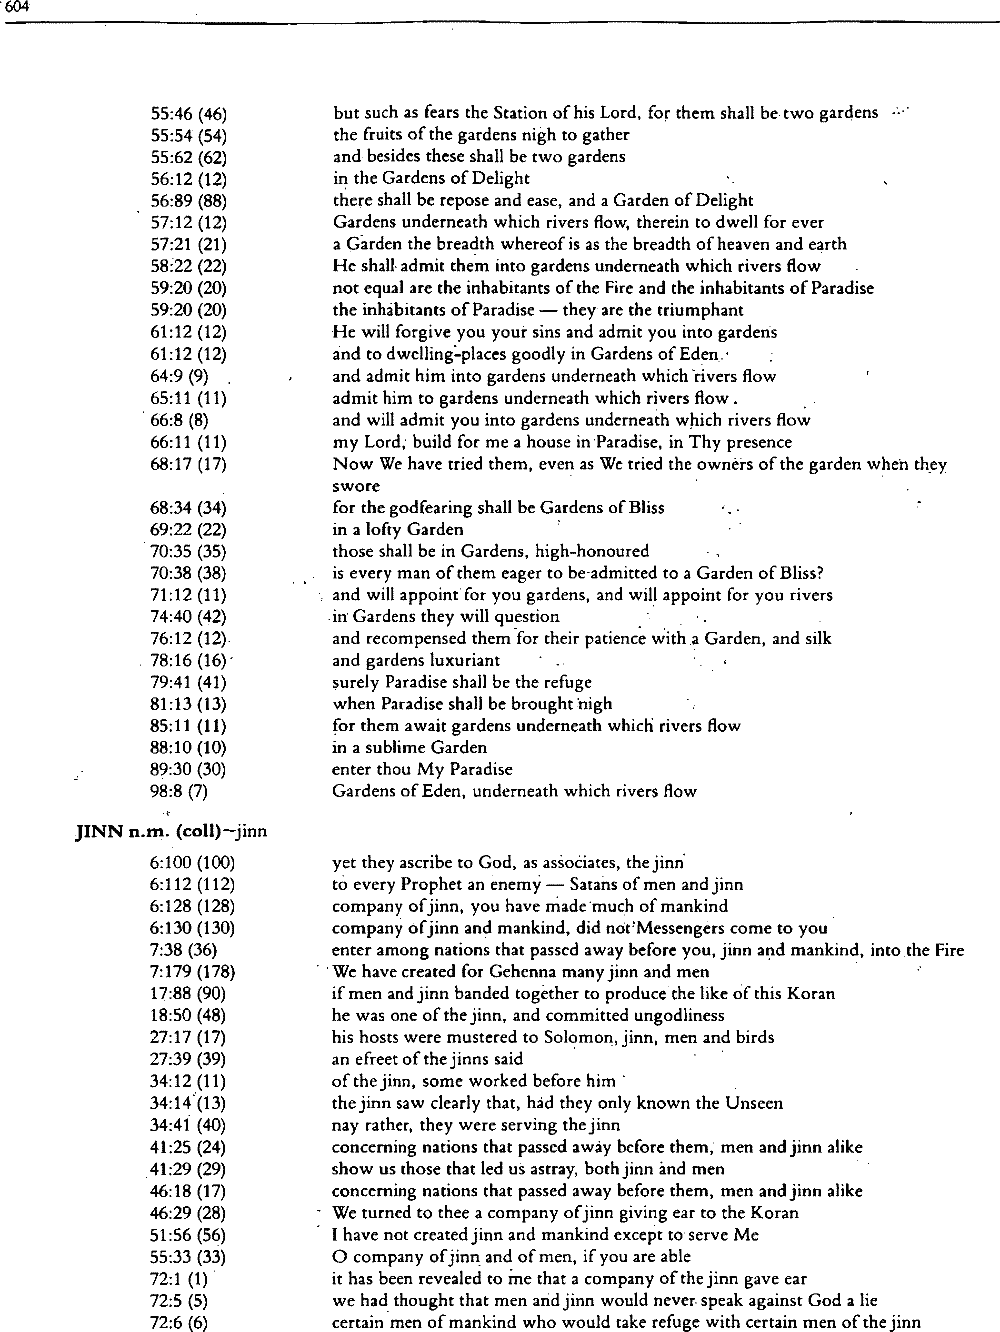 604
55:46 (46) but such as fears the Station of his Lord, for them shall be two gardens
55:54 (54) the fruits of the gardens nigh to gather
55:62 (62) and besides these shall be two gardens
56:12 (12) in the Gardens of Delight
56:89 (88) there shall be repose and ease, and a Garden of Delight
57:12 (12) Gardens underneath which rivers flow, therein to dwell for ever
57:21 (21) a Garden the breadth whereof is as the breadth of heaven and earth
58:22 (22) He shall admit them into gardens underneath which rivers flow
59:20 (20) not equal are the inhabitants of the Fire and the inhabitants of Paradise
59:20 (20) the inhabitants of Paradise — they are the triumphant
61:12 (12) He will forgive you your sins and admit you into gardens
61:12 (12) and to dwelling-places goodly in Gardens of Eden
64:9 (9) and admit him into gardens underneath which rivers flow
65:11 (11) admit him to gardens underneath which rivers flow
66:8 (8) and will admit you into gardens underneath which rivers flow
66:11 (11) my Lord, build for me a house in Paradise, in Thy presence
68:17 (17) Now We have tried them, even as We tried the owners of the garden when they
swore
68:34 (34) for the godfearing shall be Gardens of Bliss
69:22 (22) in a lofty Garden
70:35 (35) those shall be in Gardens, high-honoured
70:38 (38) is every man of them eager to be admitted to a Garden of Bliss?
71:12 (11) and will appoint for you gardens, and will appoint for you rivers
74:40 (42) in Gardens they will question
76:12 (12) and recompensed them for their patience with a Garden, and silk
78:16 (16) and gardens luxuriant
79:41 (41) surely Paradise shall be the refuge
81:13 (13) when Paradise shall be brought nigh
85:11 (11) for them await gardens underneath which rivers flow
88:10 (10) in a sublime Garden
89:30 (30) enter thou My Paradise
98:8 (7) Gardens of Eden, underneath which rivers flow
JINN n.m. (coll)~jinn
6:100 (100) yet they ascribe to God, as associates, the jinn
6:112 (112) to every Prophet an enemy — Satans of men and jinn
6:128 (128) company of jinn, you have made much of mankind
6:130 (130) company of jinn and mankind, did not Messengers come to you
7:38 (36) enter among nations that passed away before you, jinn and mankind, into the Fire
7:179 (178) We have created for Gehenna many jinn and men
17:88 (90) if men and jinn banded together to produce the like of this Koran
18:50 (48) he was one of the jinn, and committed ungodliness
27:17 (17) his hosts were mustered to Solomon, jinn, men and birds
27:39 (39) an efreet of the jinns said
34:12 (11) of the jinn, some worked before him
34:14 (13) the jinn saw clearly that, had they only known the Unseen
34:41 (40) nay rather, they were serving the jinn
41:25 (24) concerning nations that passed away before them, men and jinn alike
41:29 (29) show us those that led us astray, both jinn and men
46:18 (17) concerning nations that passed away before them, men and jinn alike
46:29 (28) We turned to thee a company of jinn giving ear to the Koran
51:56 (56) I have not created jinn and mankind except to serve Me
55:33 (33) O company of jinn and of men, if you are able
72:1 (1) it has been revealed to me that a company of the jinn gave ear
72:5 (5) we had thought that men and jinn would never speak against God a lie
72:6 (6) certain men of mankind who would take refuge with certain men of the jinn